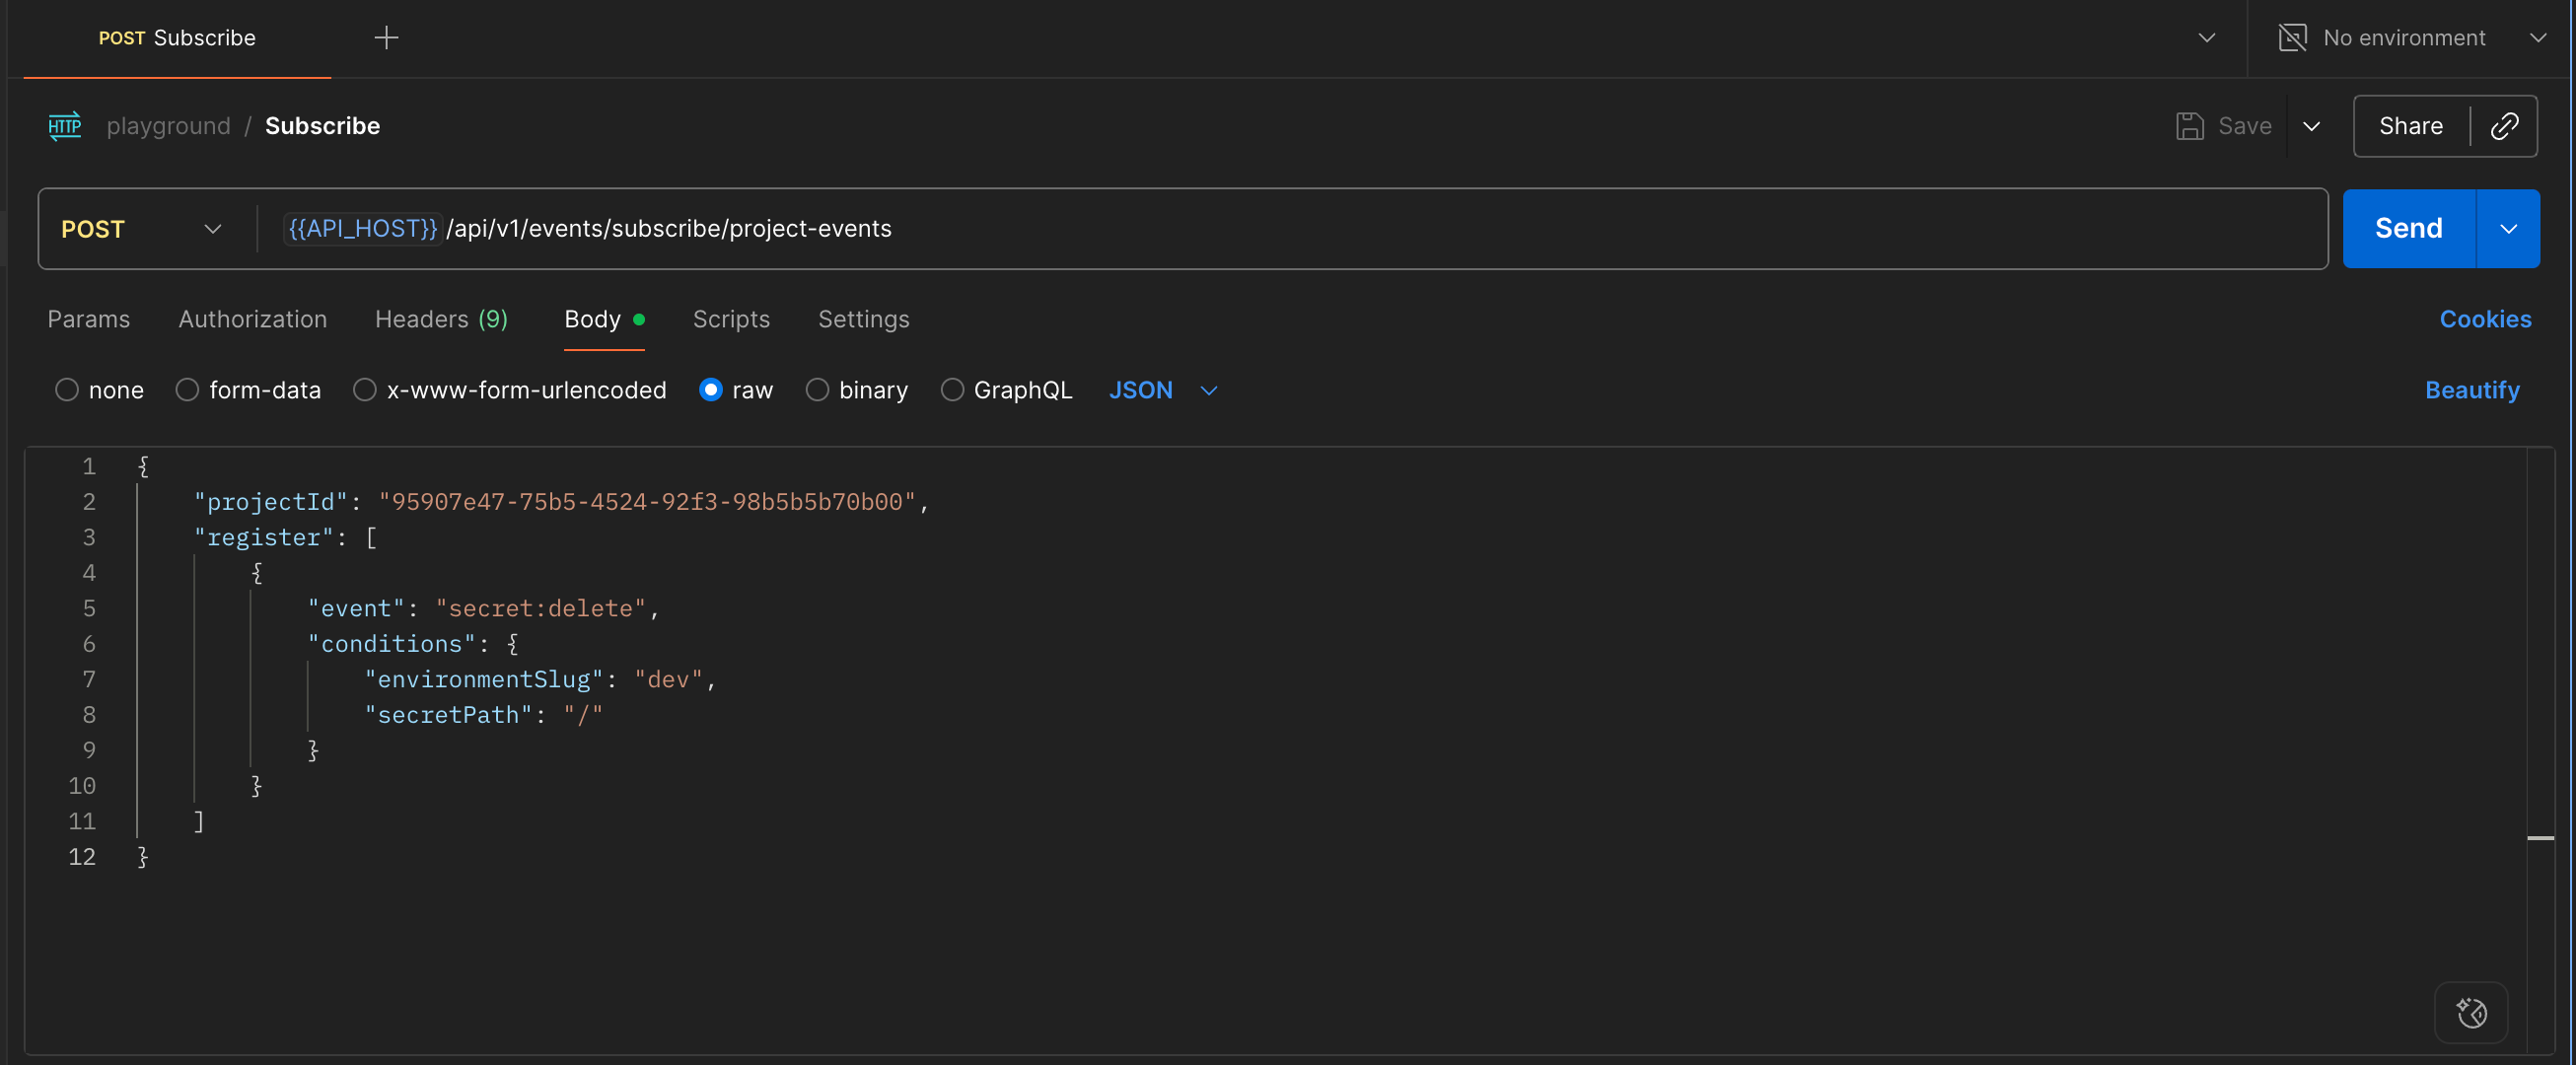 POST Subscribe
No environment
HTTP playground / Subscribe
Save
Share
POST {{API_HOST}}/api/v1/events/subscribe/project-events
Send
Params Authorization Headers (9) Body Scripts Settings
Cookies
none form-data x-www-form-urlencoded raw binary GraphQL JSON
Beautify
1 {
2 "projectId": "95907e47-75b5-4524-92f3-98b5b5b70b00",
3 "register": [
4 {
5 "event": "secret:delete",
6 "conditions": {
7 "environmentSlug": "dev",
8 "secretPath": "/"
9 }
10 }
11 ]
12 }